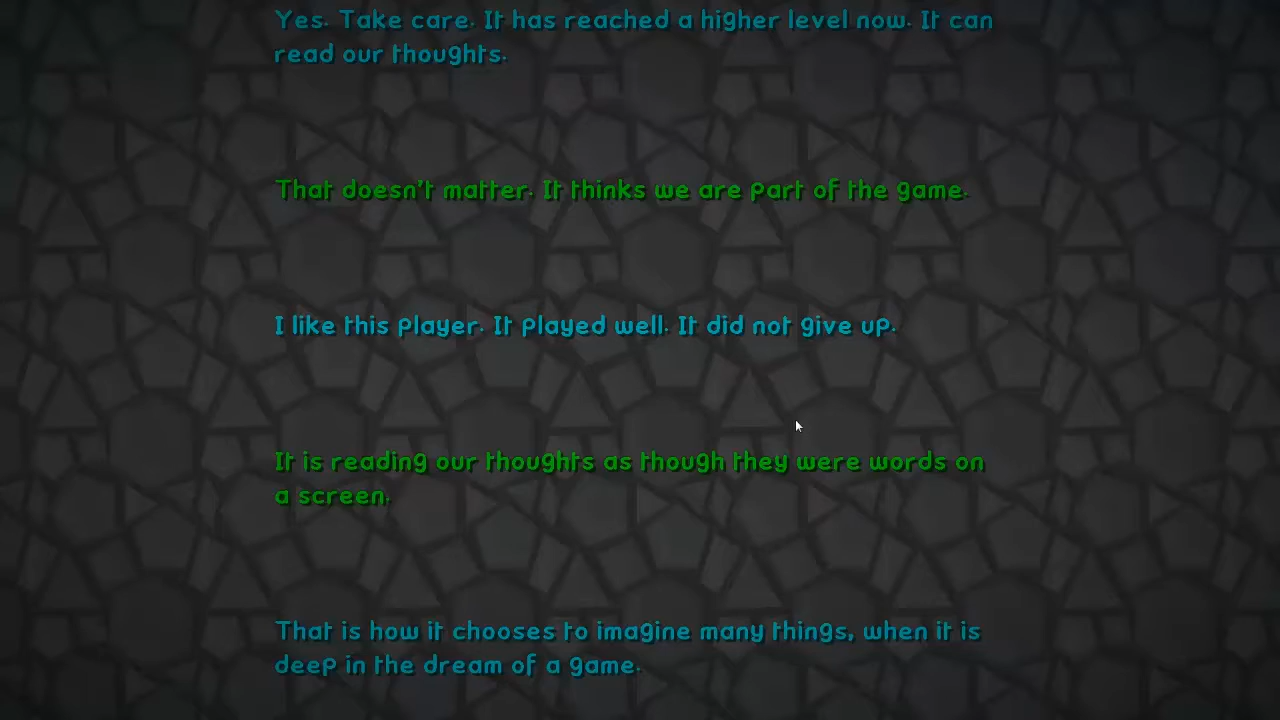 Yes. Take care. It has reached a higher level now. It can
read our thoughts.
That doesn't matter. It thinks we are part of the game.
I like this player. It played well. It did not give up.
It is reading our thoughts as though they were words on
a screen.
That is how it chooses to imagine many things, when it is
deep in the dream of a game.